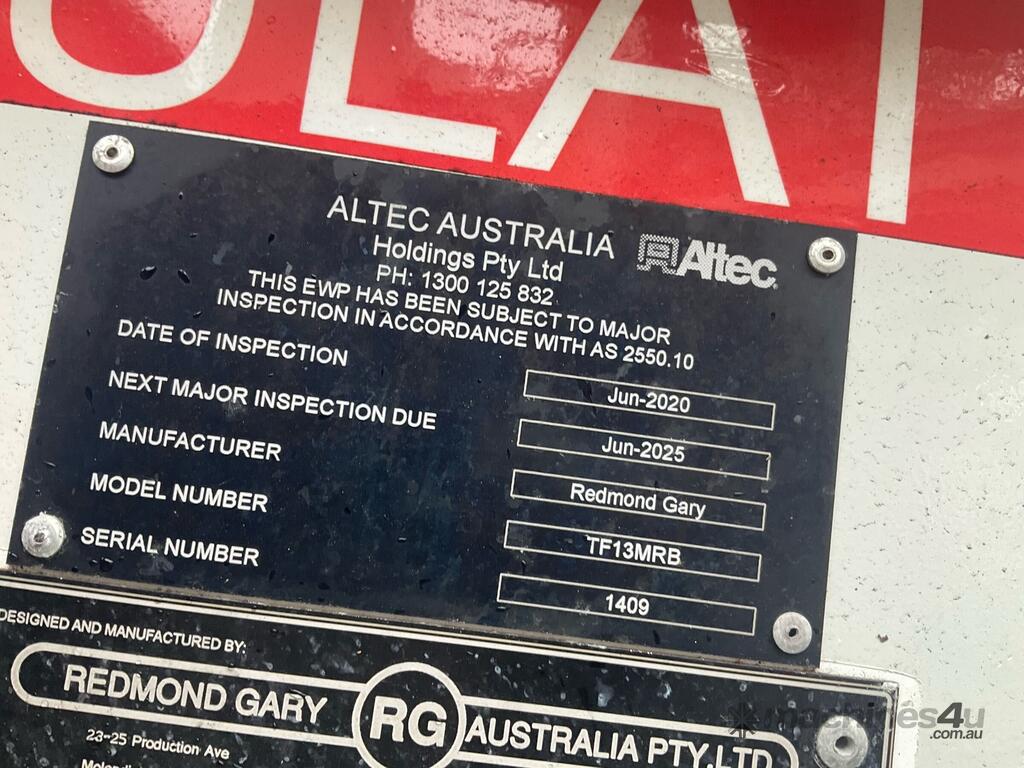 ULAT
ALTEC AUSTRALIA
Altec
Holdings Pty Ltd
PH: 1300 125 832
THIS EWP HAS BEEN SUBJECT TO MAJOR
INSPECTION IN ACCORDANCE WITH AS 2550.10
DATE OF INSPECTION Jun-2020
NEXT MAJOR INSPECTION DUE Jun-2025
MANUFACTURER Redmond Gary
MODEL NUMBER TF13MRB
SERIAL NUMBER 1409
DESIGNED AND MANUFACTURED BY:
REDMOND GARY RG AUSTRALIA PTY. LTD
23-25 Production Ave
machines4u
.com.au